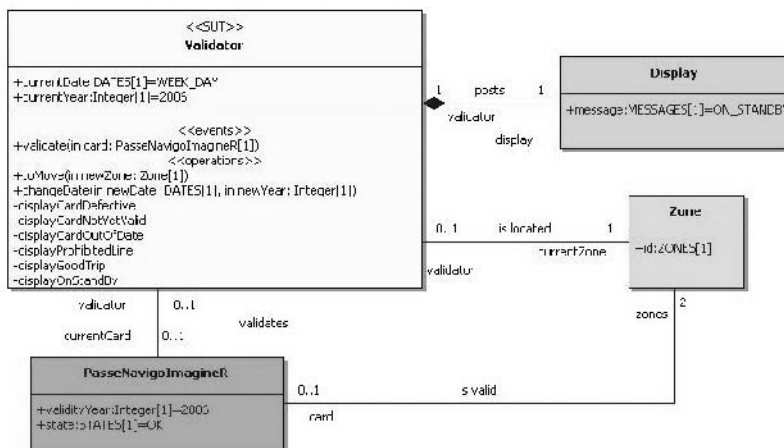 <<SUT>>
Validator
+currentDate:DATES[1]=WEEK_DAY
+currentYear:Integer[1]=2006
<<events>>
+validate(in card: PasseNavigoImagineR[1])
<<operations>>
+toMove(in newZone: Zone[1])
+changeDate(in newDate: DATES[1], in newYear: Integer[1])
-displayCardDefective
-displayCardNotYetValid
-displayCardOutOfDate
-displayProhibitedLine
-displayGoodTrip
-displayOnStandBy
1 posts 1
validator
display
Display
+message:MESSAGES[1]=ON_STANDBY
0..1 is located 1
validator currentZone
Zone
-id:ZONES[1]
validator 0..1
validates
currentCard 0..1
2
zones
PasseNavigoImagineR
+validityYear:Integer[1]=2006
+state:STATES[1]=OK
0..1 is valid
card